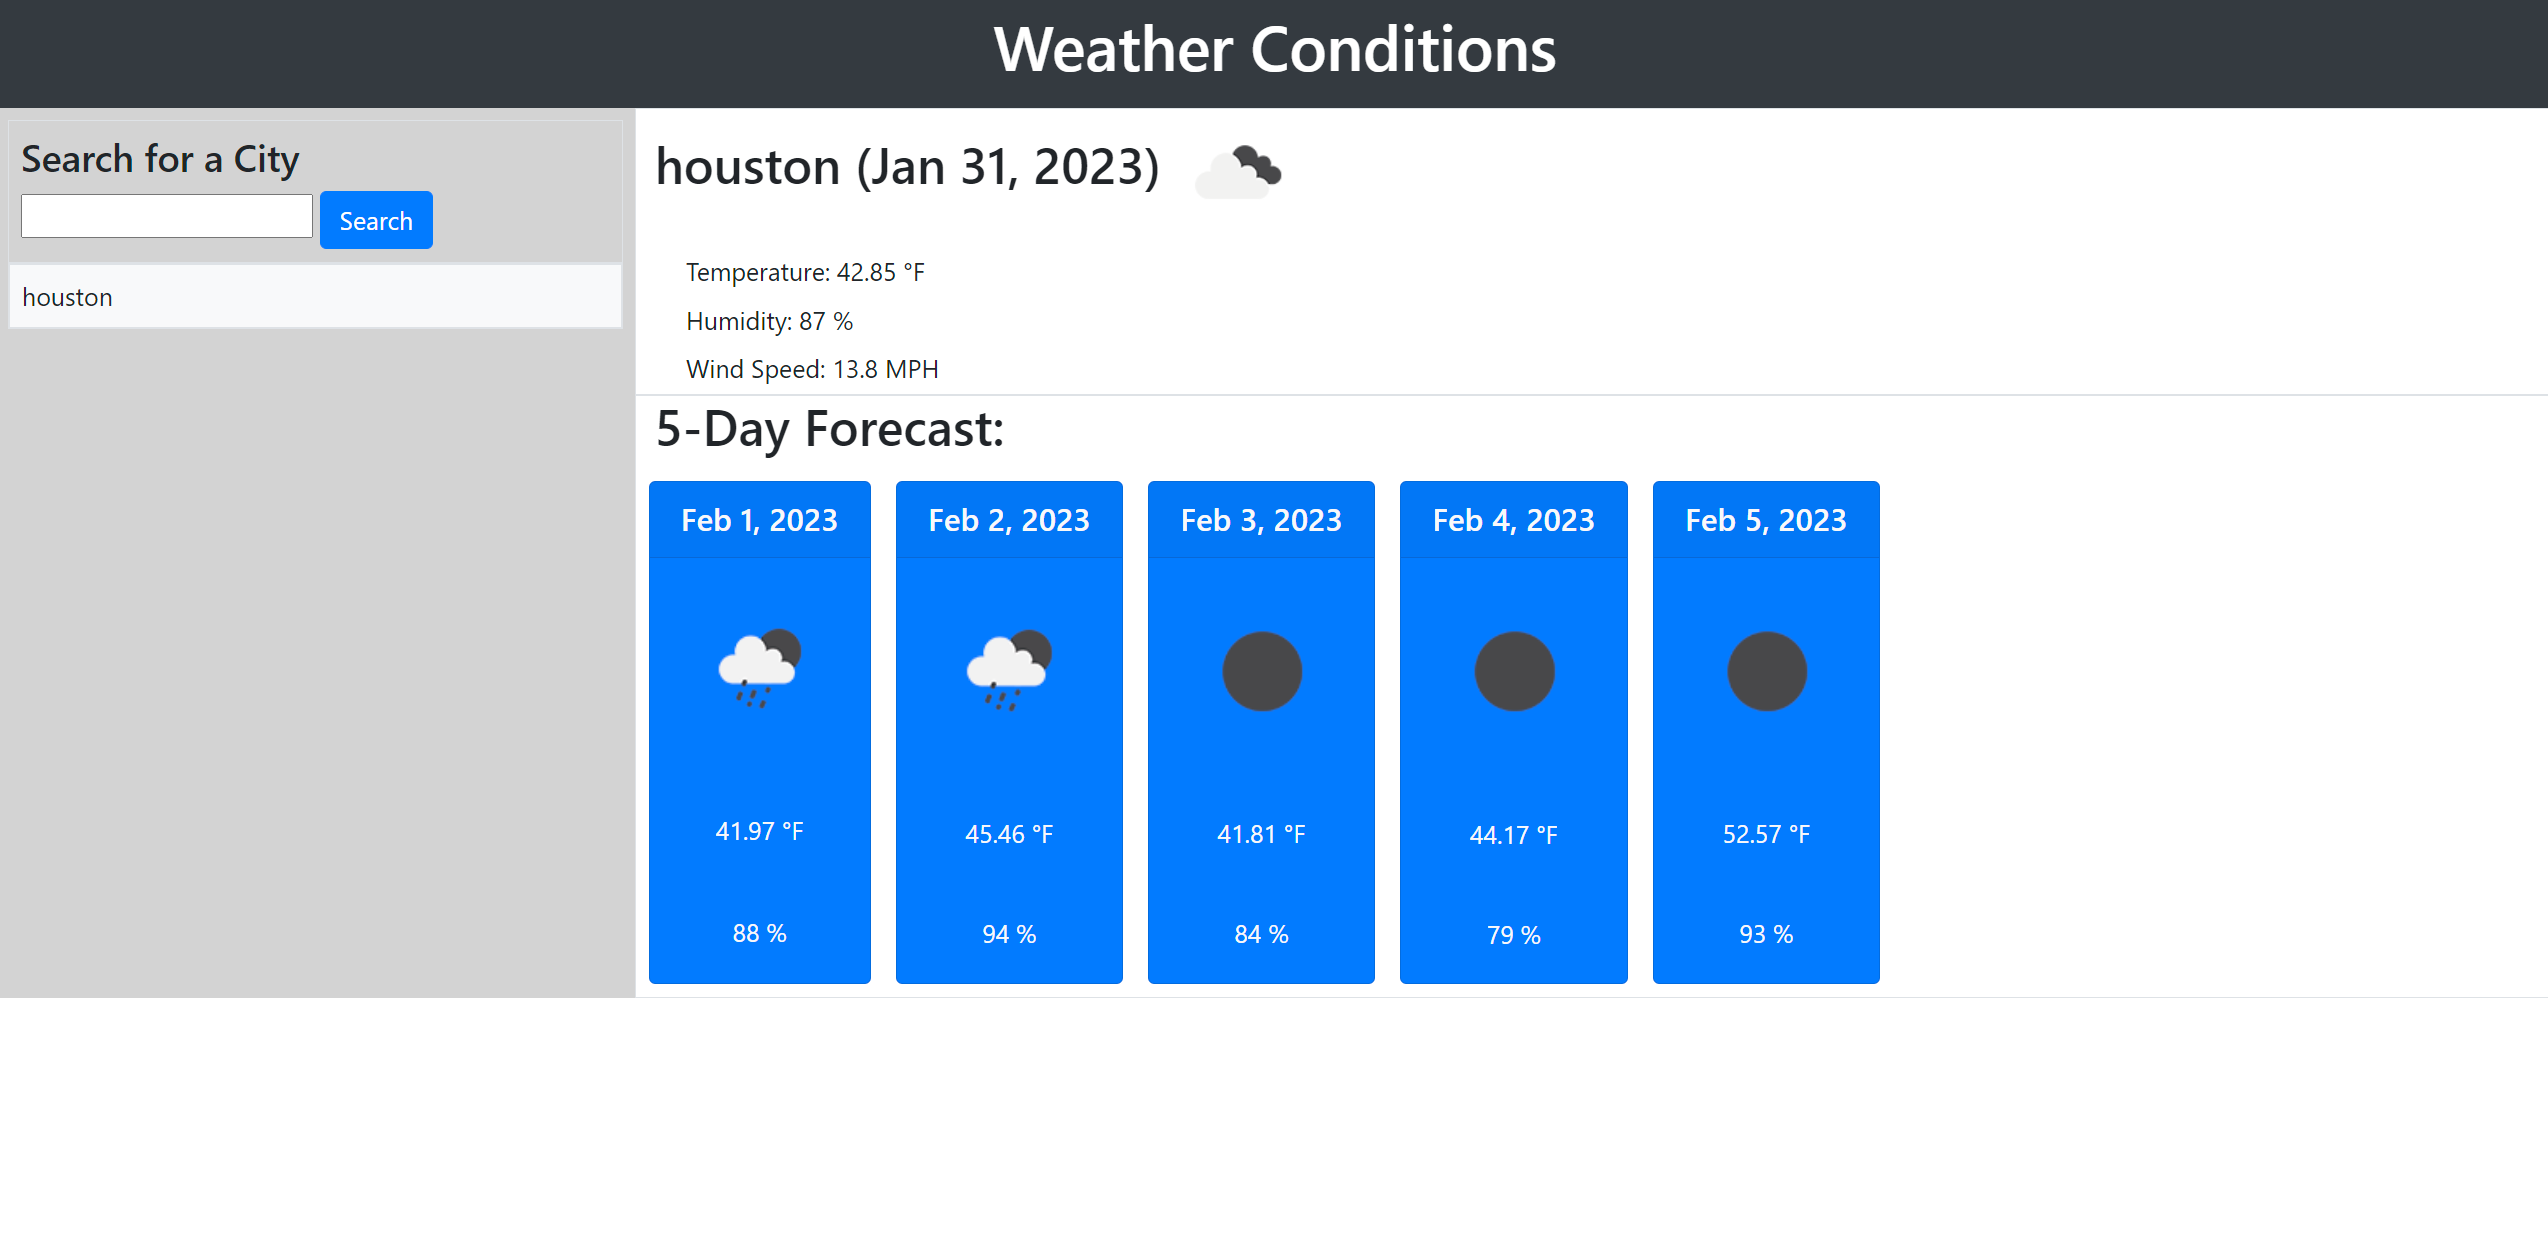 Weather Conditions
Search for a City
Search
houston
houston (Jan 31, 2023)
Temperature: 42.85 °F
Humidity: 87 %
Wind Speed: 13.8 MPH
5-Day Forecast:
Feb 1, 2023
41.97 °F
88 %
Feb 2, 2023
45.46 °F
94 %
Feb 3, 2023
41.81 °F
84 %
Feb 4, 2023
44.17 °F
79 %
Feb 5, 2023
52.57 °F
93 %